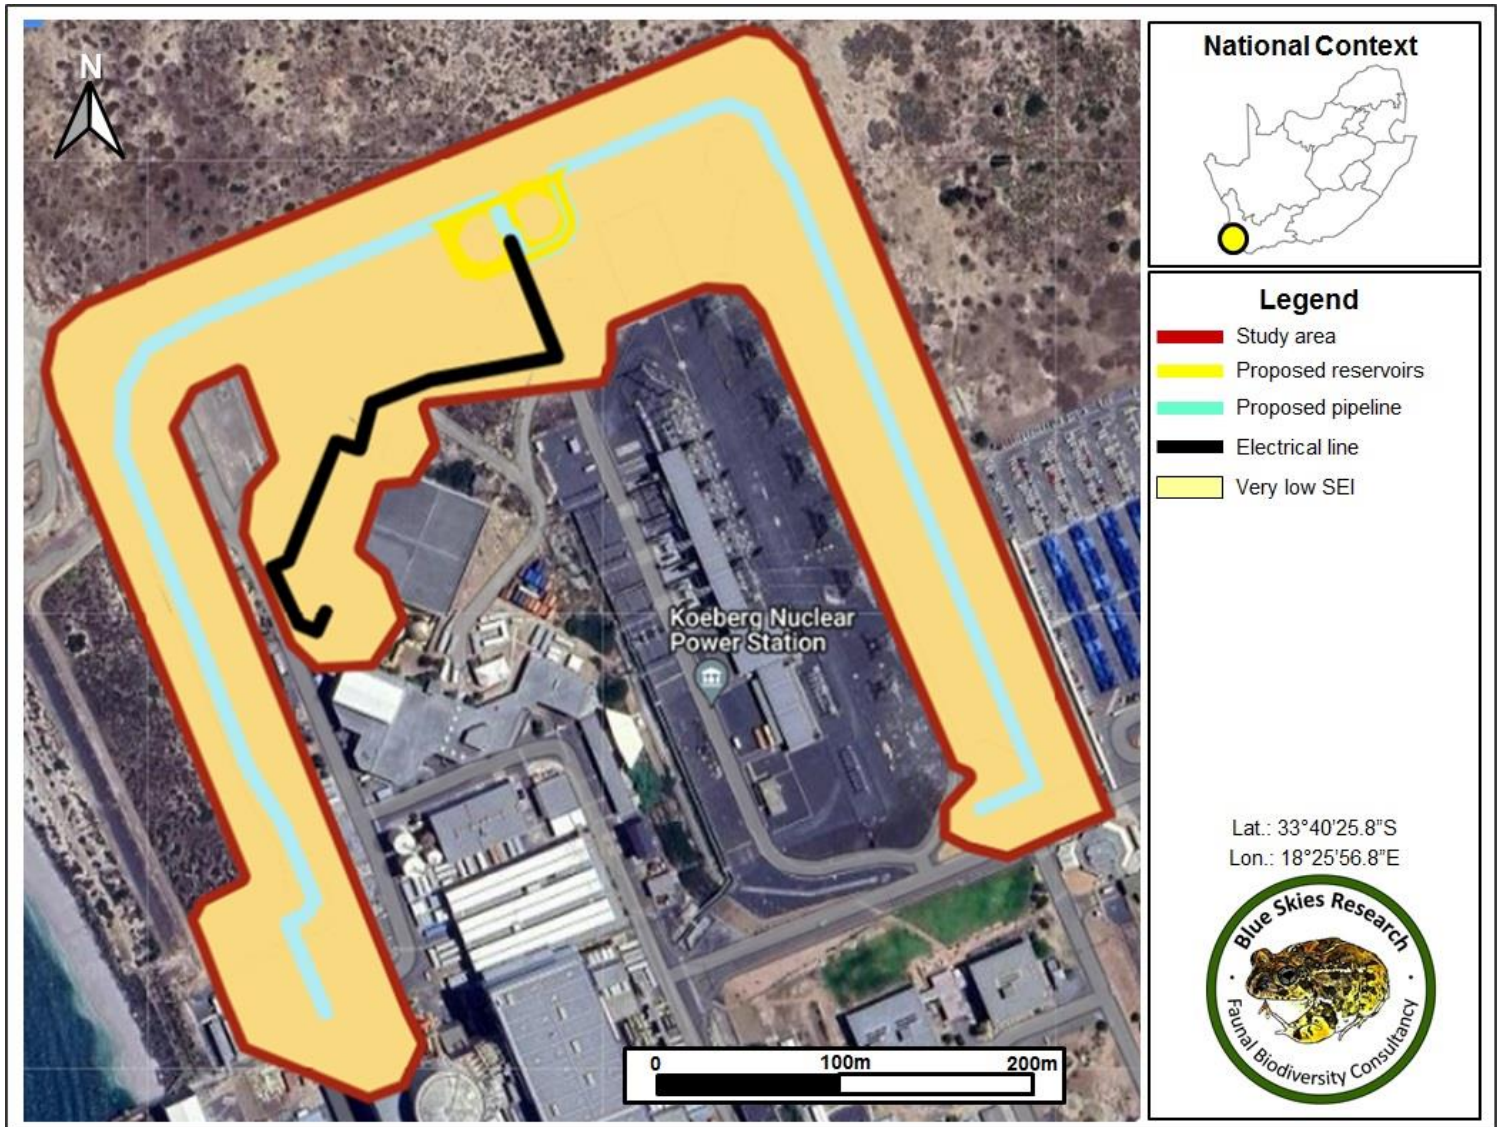 N
Koeberg Nuclear
Power Station
0 100m 200m
National Context
Legend
Study area
Proposed reservoirs
Proposed pipeline
Electrical line
Very low SEI
Lat.: 33°40’25.8”S
Lon.: 18°25’56.8”E
Blue Skies Research
Faunal Biodiversity Consultancy